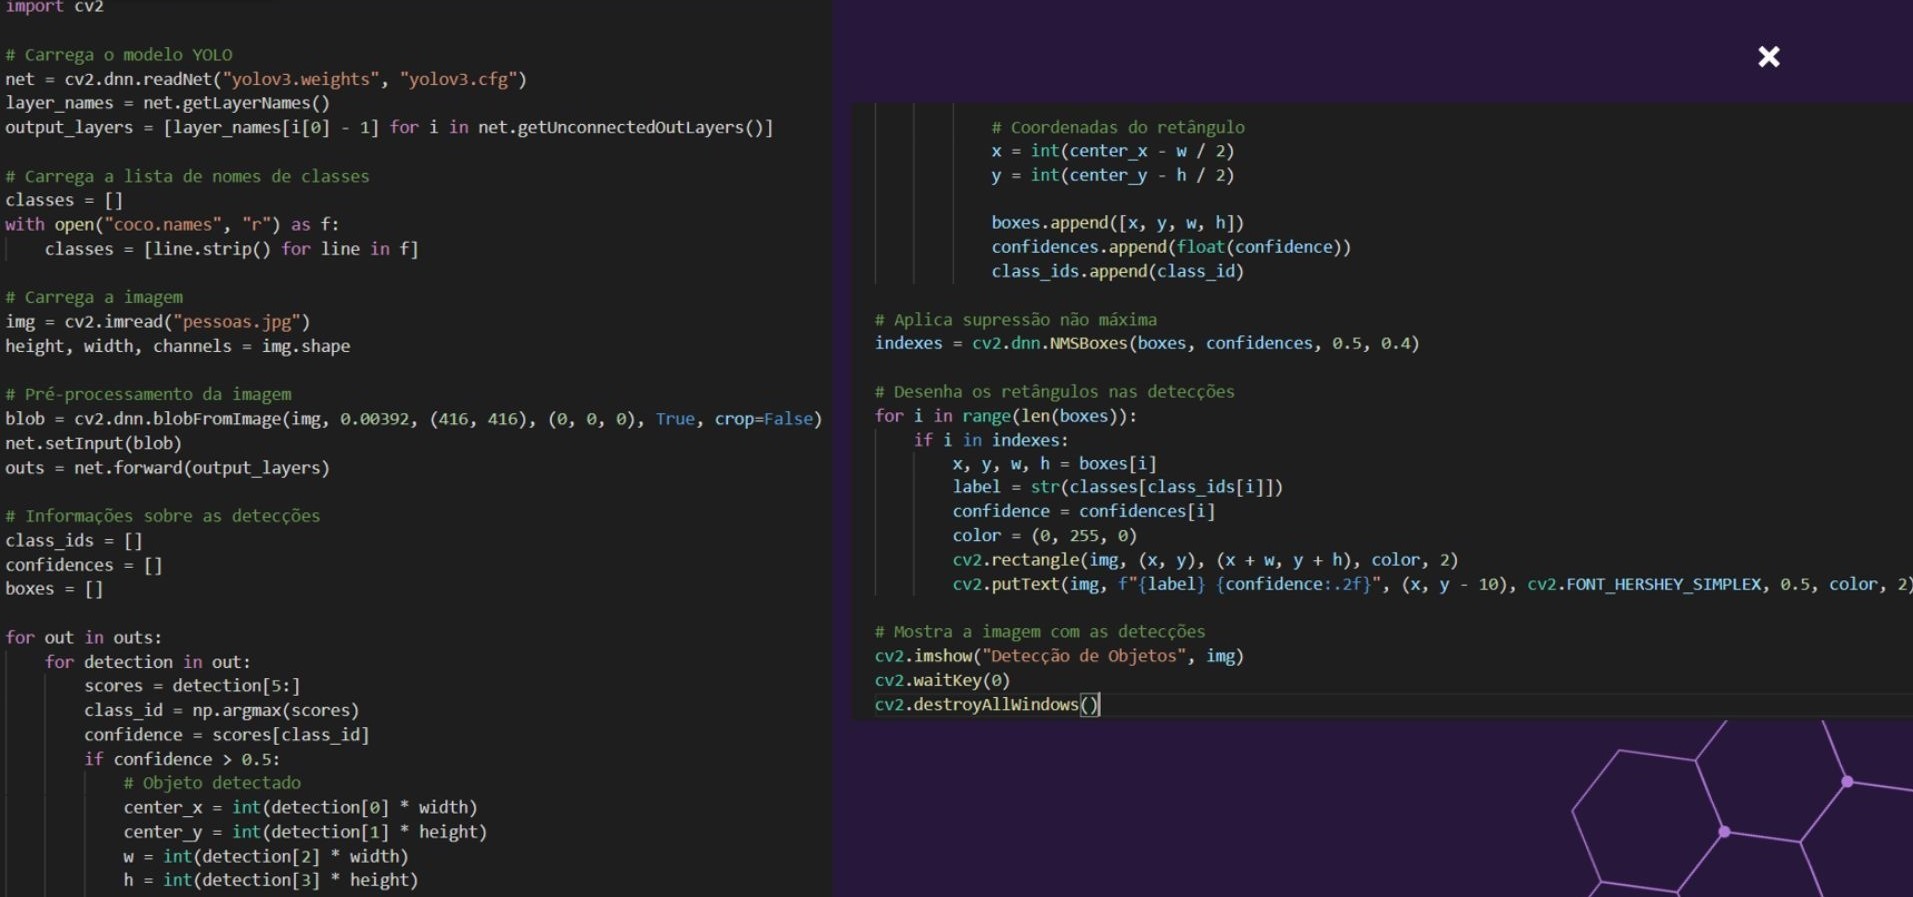 import cv2
# Carrega o modelo YOLO
net = cv2.dnn.readNet("yolov3.weights", "yolov3.cfg")
layer_names = net.getLayerNames()
output_layers = [layer_names[i[0] - 1] for i in net.getUnconnectedOutLayers()]
# Carrega a lista de nomes de classes
classes = []
with open("coco.names", "r") as f:
    classes = [line.strip() for line in f]
# Carrega a imagem
img = cv2.imread("pessoas.jpg")
height, width, channels = img.shape
# Pré-processamento da imagem
blob = cv2.dnn.blobFromImage(img, 0.00392, (416, 416), (0, 0, 0), True, crop=False)
net.setInput(blob)
outs = net.forward(output_layers)
# Informações sobre as detecções
class_ids = []
confidences = []
boxes = []
for out in outs:
    for detection in out:
        scores = detection[5:]
        class_id = np.argmax(scores)
        confidence = scores[class_id]
        if confidence > 0.5:
            # Objeto detectado
            center_x = int(detection[0] * width)
            center_y = int(detection[1] * height)
            w = int(detection[2] * width)
            h = int(detection[3] * height)
            # Coordenadas do retângulo
            x = int(center_x - w / 2)
            y = int(center_y - h / 2)
            boxes.append([x, y, w, h])
            confidences.append(float(confidence))
            class_ids.append(class_id)
# Aplica supressão não máxima
indexes = cv2.dnn.NMSBoxes(boxes, confidences, 0.5, 0.4)
# Desenha os retângulos nas detecções
for i in range(len(boxes)):
    if i in indexes:
        x, y, w, h = boxes[i]
        label = str(classes[class_ids[i]])
        confidence = confidences[i]
        color = (0, 255, 0)
        cv2.rectangle(img, (x, y), (x + w, y + h), color, 2)
        cv2.putText(img, f"{label} {confidence:.2f}", (x, y - 10), cv2.FONT_HERSHEY_SIMPLEX, 0.5, color, 2)
# Mostra a imagem com as detecções
cv2.imshow("Detecção de Objetos", img)
cv2.waitKey(0)
cv2.destroyAllWindows()